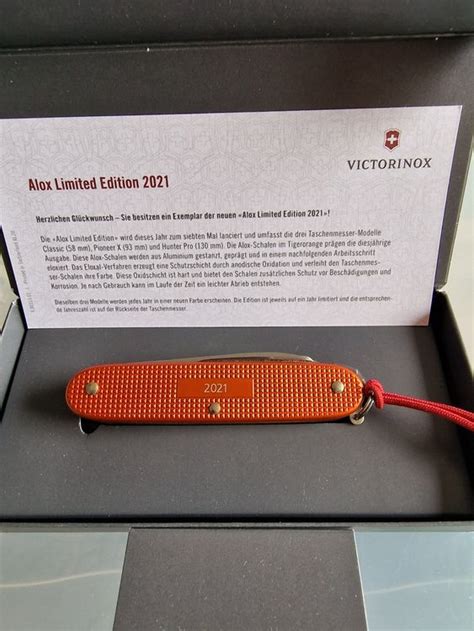 VICTORINOX
Alox Limited Edition 2021
Herzlichen Glückwunsch – Sie besitzen ein Exemplar der neuen «Alox Limited Edition 2021»!
Die «Alox Limited Edition» wird dieses Jahr zum siebten Mal lanciert und umfasst die drei Taschenmesser-Modelle
Classic (58 mm), Pioneer X (93 mm) und Hunter Pro (130 mm). Die Alox-Schalen im Tigerorange prägen die diesjährige
Ausgabe. Diese Alox-Schalen werden aus Aluminium gestanzt, geprägt und in einem nachfolgenden Arbeitsschritt
eloxiert. Das Eloxal-Verfahren erzeugt eine Schutzschicht durch anodische Oxidation und verleiht den Taschenmes-
ser-Schalen ihre Farbe. Diese Oxidschicht ist hart und bietet den Schalen zusätzlichen Schutz vor Beschädigungen und
Korrosion. Je nach Gebrauch kann im Laufe der Zeit ein leichter Abrieb entstehen.
Dieselben drei Modelle werden jedes Jahr in einer neuen Farbe erscheinen. Die Edition ist jeweils auf ein Jahr limitiert und die entsprechen-
de Jahreszahl ist auf der Rückseite der Taschenmesser.
2021